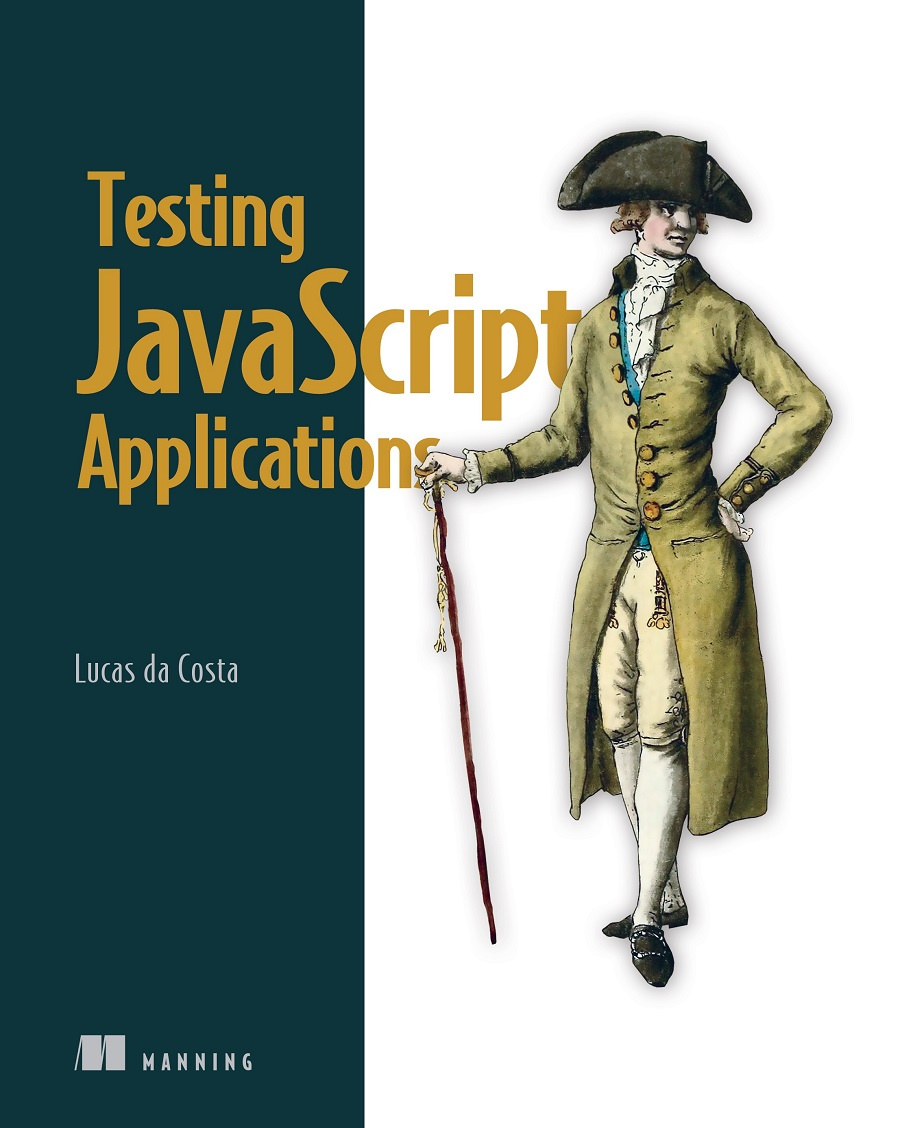 Testing
JavaScript
Applications
Lucas da Costa
MANNING